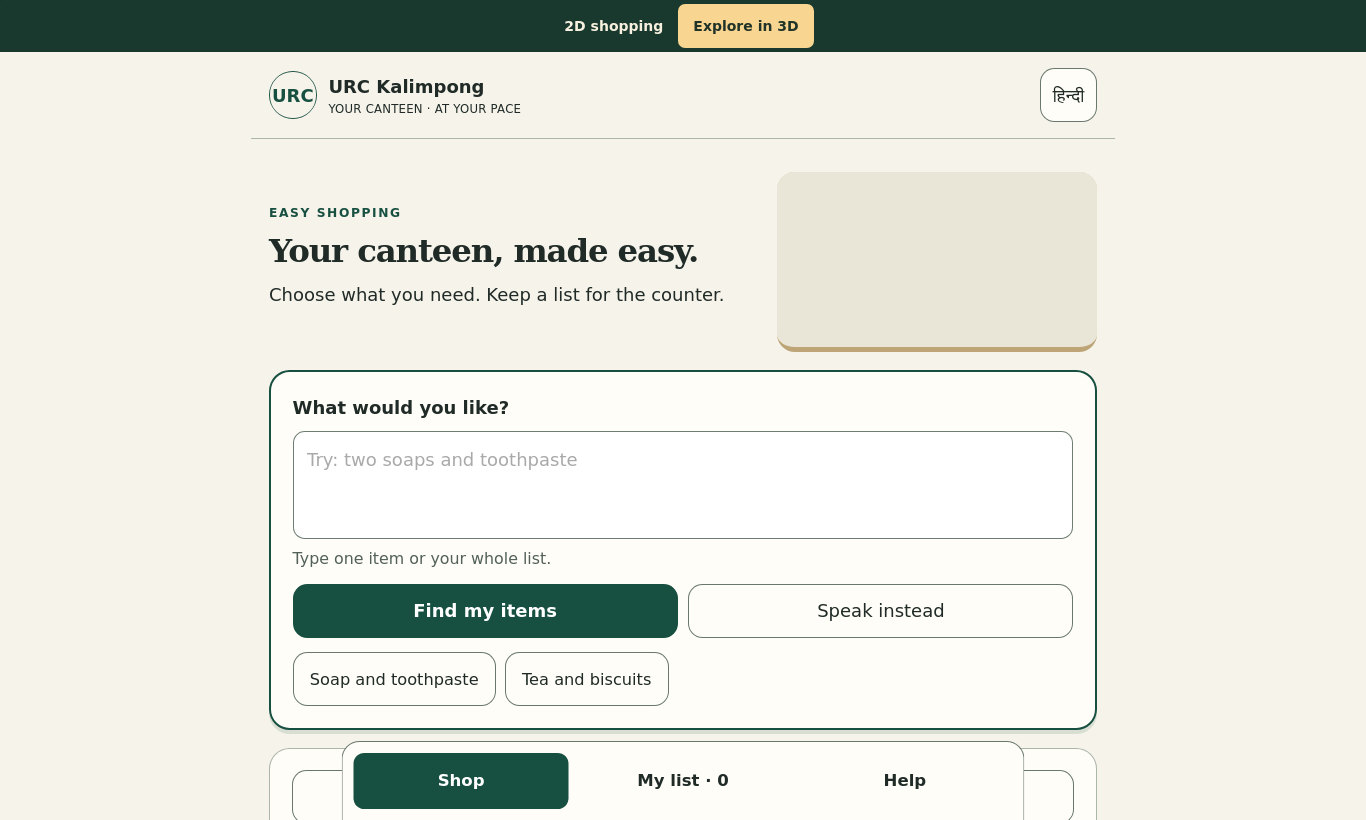 2D shopping
Explore in 3D
URC
URC Kalimpong
YOUR CANTEEN · AT YOUR PACE
हिन्दी
EASY SHOPPING
Your canteen, made easy.
Choose what you need. Keep a list for the counter.
What would you like?
Try: two soaps and toothpaste
Type one item or your whole list.
Find my items
Speak instead
Soap and toothpaste
Tea and biscuits
Shop
My list · 0
Help